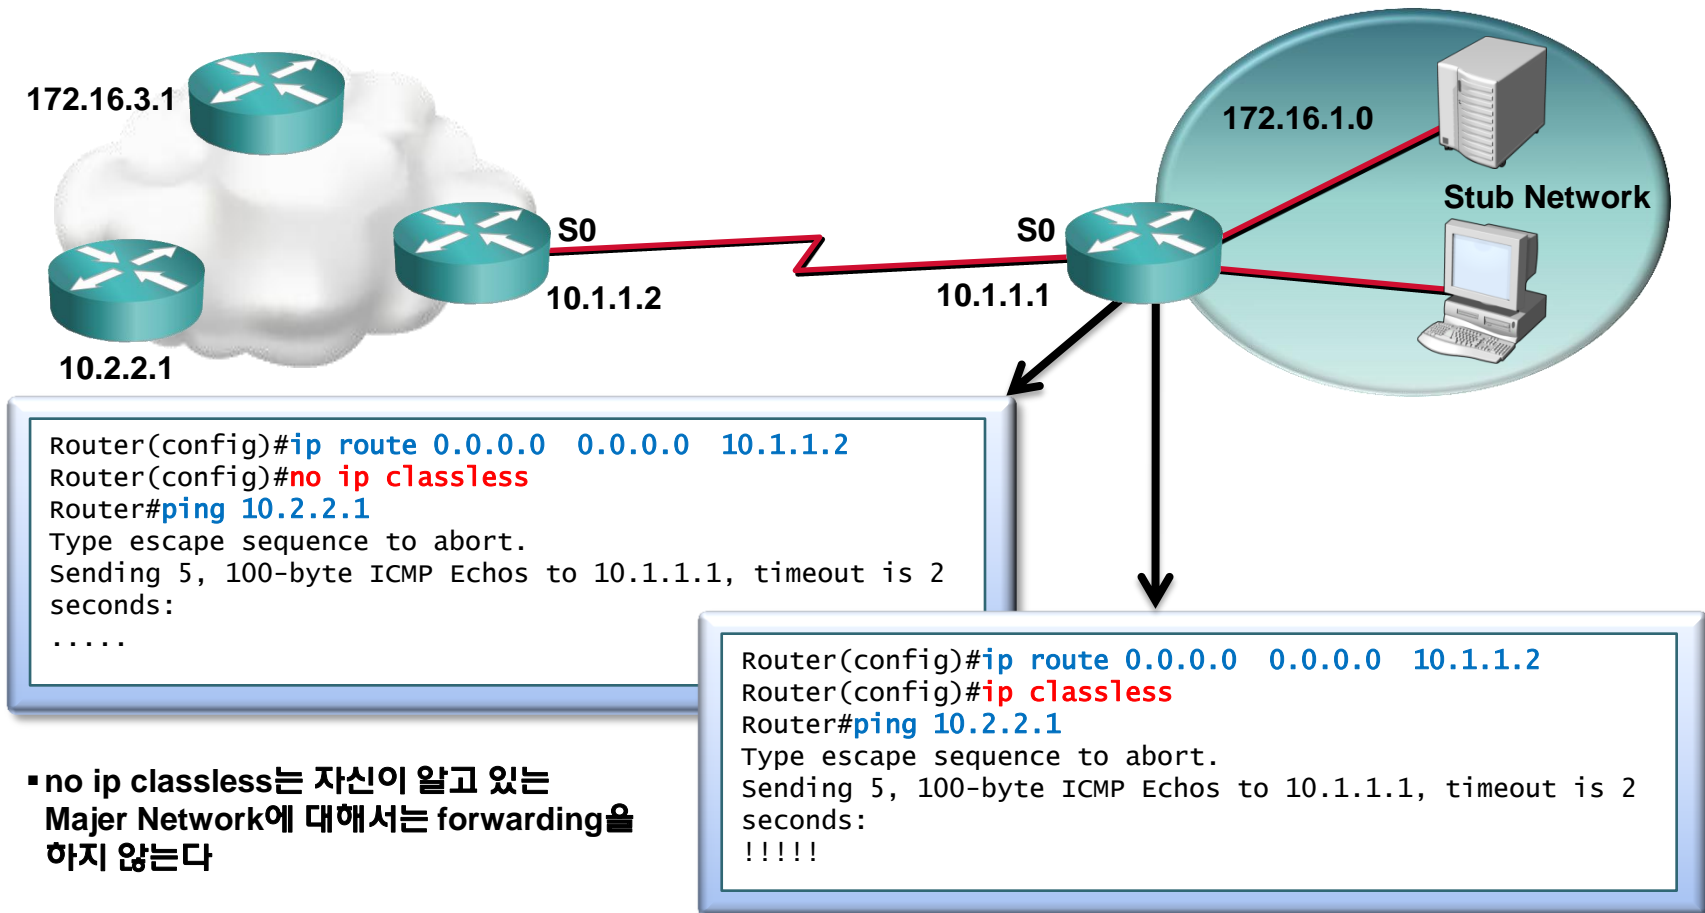 172.16.3.1
172.16.1.0
Stub Network
S0
S0
10.1.1.2
10.1.1.1
10.2.2.1
Router(config)#ip route 0.0.0.0  0.0.0.0  10.1.1.2
Router(config)#no ip classless
Router#ping 10.2.2.1
Type escape sequence to abort.
Sending 5, 100-byte ICMP Echos to 10.1.1.1, timeout is 2
seconds:
.....
Router(config)#ip route 0.0.0.0  0.0.0.0  10.1.1.2
Router(config)#ip classless
Router#ping 10.2.2.1
Type escape sequence to abort.
Sending 5, 100-byte ICMP Echos to 10.1.1.1, timeout is 2
seconds:
!!!!!
▪no ip classless는 자신이 알고 있는
Majer Network에 대해서는 forwarding을
하지 않는다